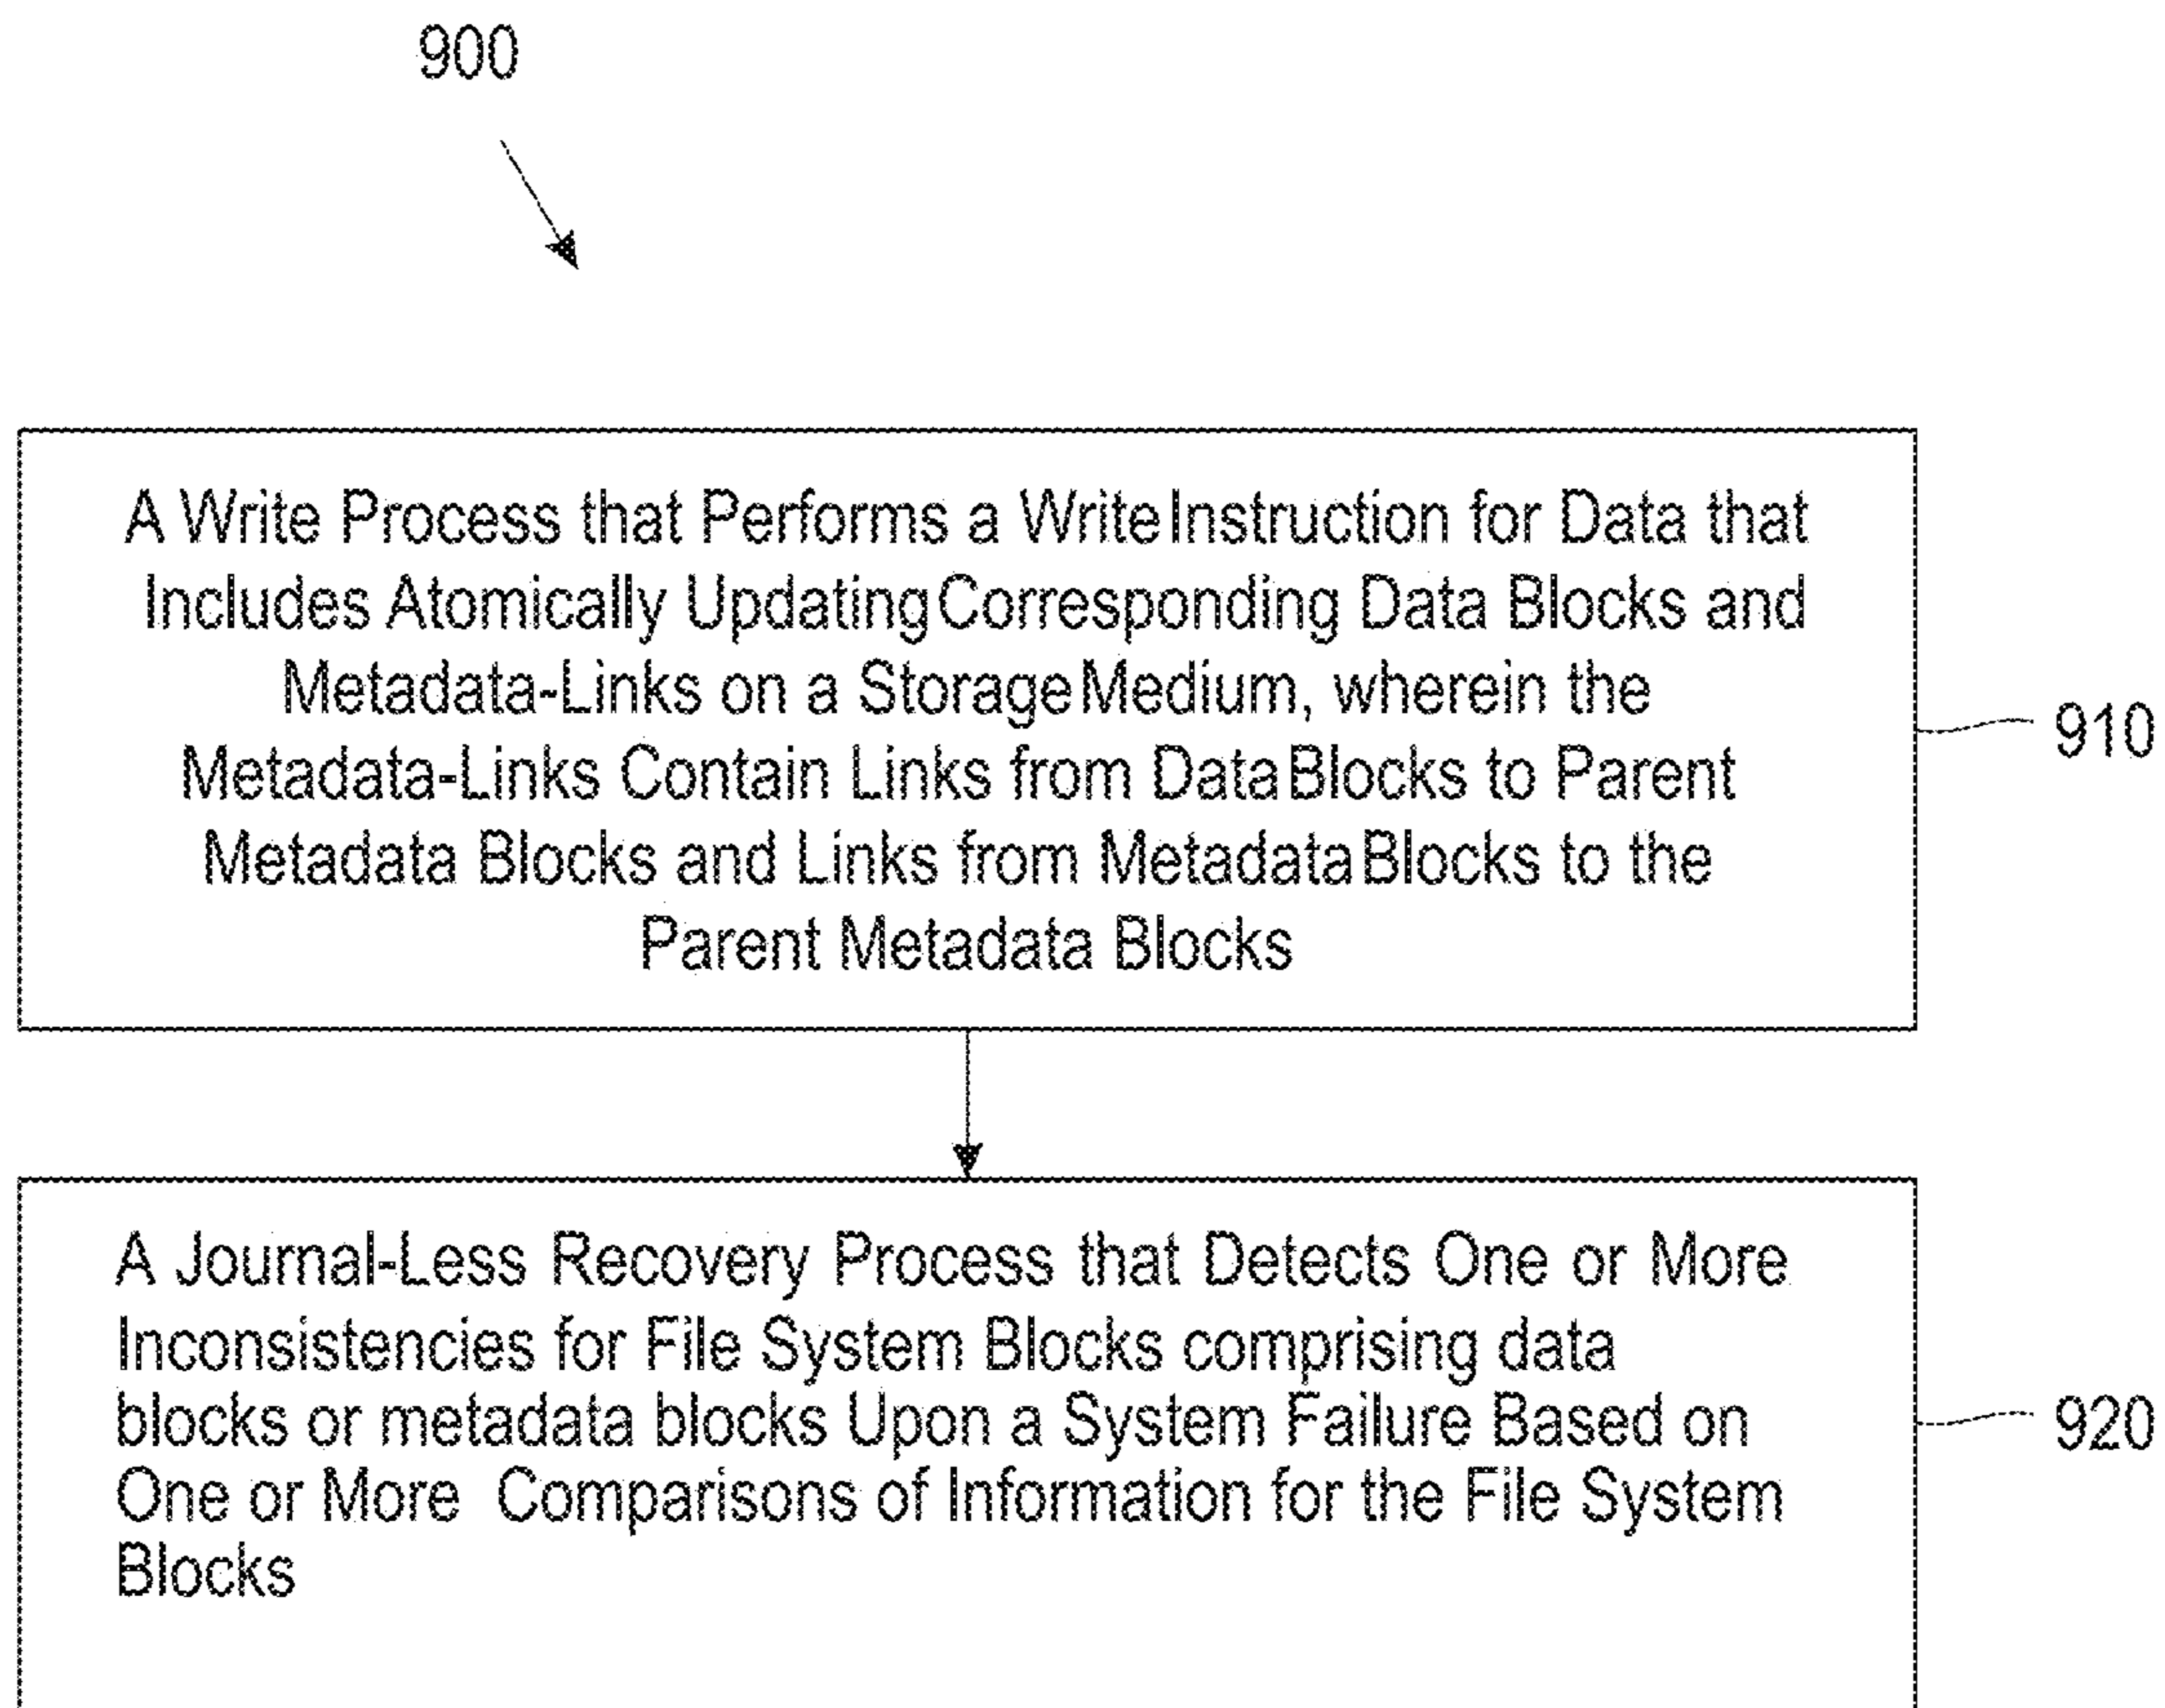 900
A Write Process that Performs a Write Instruction for Data that
Includes Atomically Updating Corresponding Data Blocks and
Metadata-Links on a Storage Medium, wherein the
Metadata-Links Contain Links from Data Blocks to Parent
Metadata Blocks and Links from Metadata Blocks to the
Parent Metadata Blocks
910
A Journal-Less Recovery Process that Detects One or More
Inconsistencies for File System Blocks comprising data
blocks or metadata blocks Upon a System Failure Based on
One or More Comparisons of Information for the File System
Blocks
920